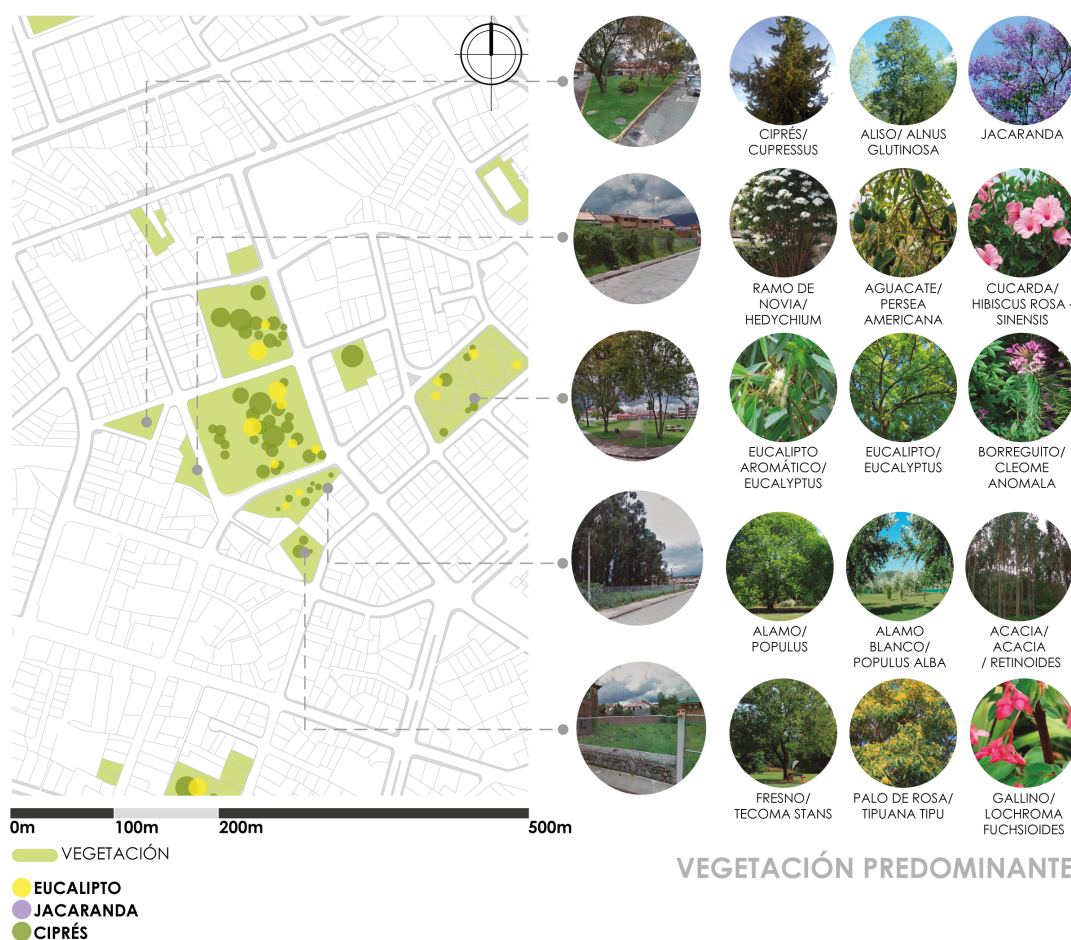 CIPRÉS/
CUPRESSUS
ALISO/ ALNUS
GLUTINOSA
JACARANDA
RAMO DE
NOVIA/
HEDYCHIUM
AGUACATE/
PERSEA
AMERICANA
CUCARDA/
HIBISCUS ROSA -
SINENSIS
EUCALIPTO
AROMÁTICO/
EUCALYPTUS
EUCALIPTO/
EUCALYPTUS
BORREGUITO/
CLEOME
ANOMALA
ALAMO/
POPULUS
ALAMO
BLANCO/
POPULUS ALBA
ACACIA/
ACACIA
/ RETINOIDES
FRESNO/
TECOMA STANS
PALO DE ROSA/
TIPUANA TIPU
GALLINO/
LOCHROMA
FUCHSIOIDES
0m 100m 200m 500m
VEGETACIÓN
EUCALIPTO
JACARANDA
CIPRÉS
VEGETACIÓN PREDOMINANTE